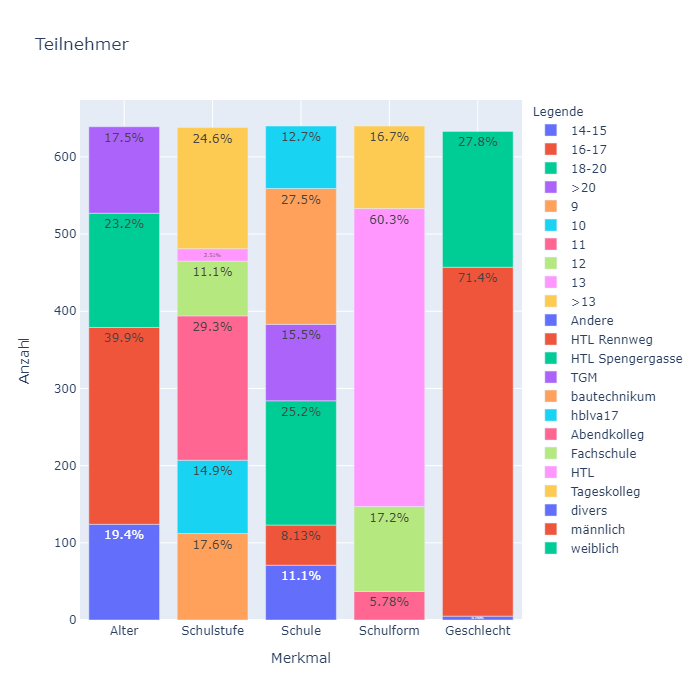 Teilnehmer
Legende
14-15
16-17
18-20
>20
9
10
11
12
13
>13
Andere
HTL Rennweg
HTL Spengergasse
TGM
bautechnikum
hblva17
Abendkolleg
Fachschule
HTL
Tageskolleg
divers
männlich
weiblich
Anzahl
600
500
400
300
200
100
0
17.5%
23.2%
39.9%
19.4%
24.6%
2.51%
11.1%
29.3%
14.9%
17.6%
12.7%
27.5%
15.5%
25.2%
8.13%
11.1%
16.7%
60.3%
17.2%
5.78%
27.8%
71.4%
Alter Schulstufe Schule Schulform Geschlecht
Merkmal